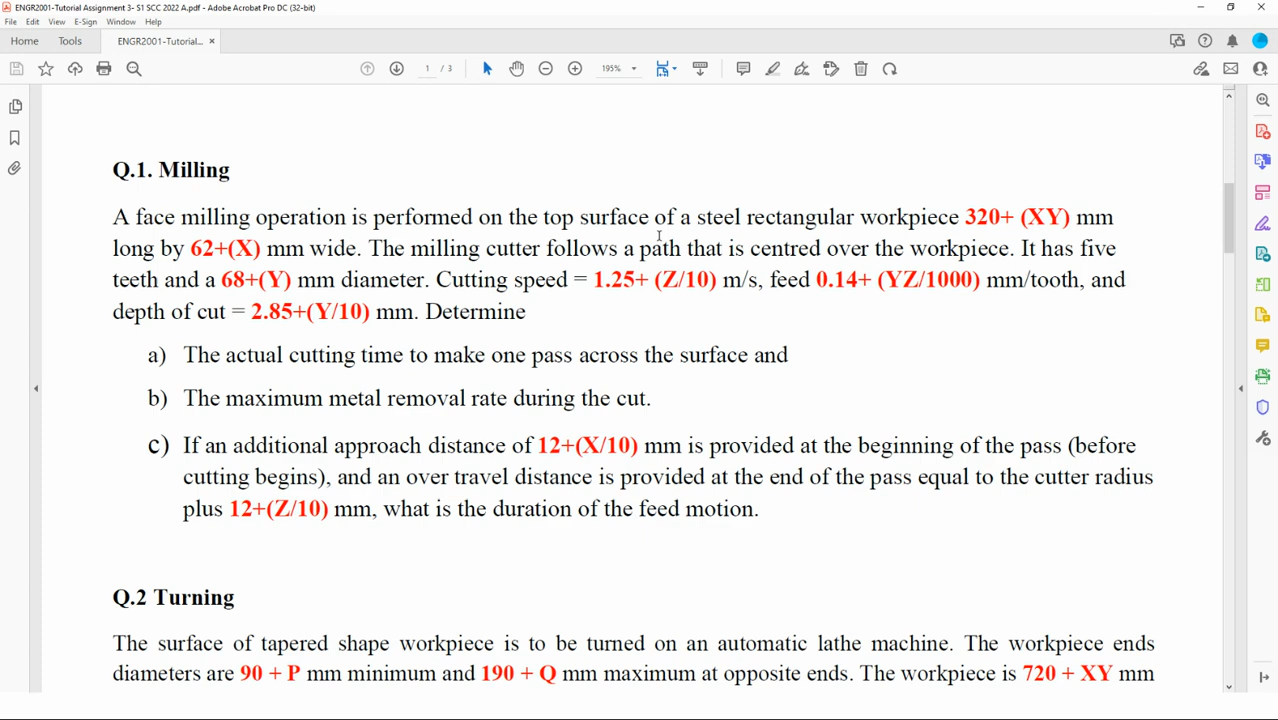 ENGR2001-Tutorial Assignment 3- S1 SCC 2022 A.pdf - Adobe Acrobat Pro DC (32-bit)
File Edit View E-Sign Window Help
Home Tools ENGR2001-Tutorial... ×
1 / 3 195%
Q.1. Milling
A face milling operation is performed on the top surface of a steel rectangular workpiece 320+ (XY) mm
long by 62+(X) mm wide. The milling cutter follows a path that is centred over the workpiece. It has five
teeth and a 68+(Y) mm diameter. Cutting speed = 1.25+ (Z/10) m/s, feed 0.14+ (YZ/1000) mm/tooth, and
depth of cut = 2.85+(Y/10) mm. Determine
a) The actual cutting time to make one pass across the surface and
b) The maximum metal removal rate during the cut.
c) If an additional approach distance of 12+(X/10) mm is provided at the beginning of the pass (before
cutting begins), and an over travel distance is provided at the end of the pass equal to the cutter radius
plus 12+(Z/10) mm, what is the duration of the feed motion.
Q.2 Turning
The surface of tapered shape workpiece is to be turned on an automatic lathe machine. The workpiece ends
diameters are 90 + P mm minimum and 190 + Q mm maximum at opposite ends. The workpiece is 720 + XY mm